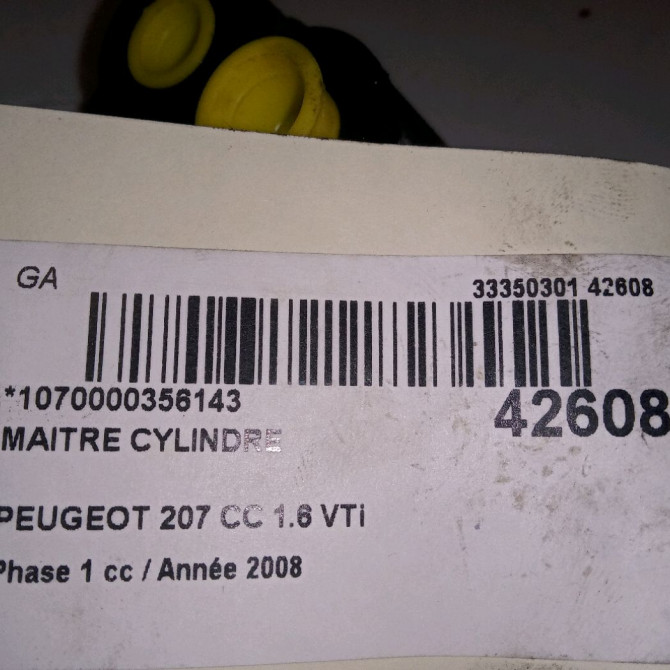 GA
33350301 42608
*1070000356143
42608
MAITRE CYLINDRE
PEUGEOT 207 CC 1.6 VTi
Phase 1 cc / Année 2008